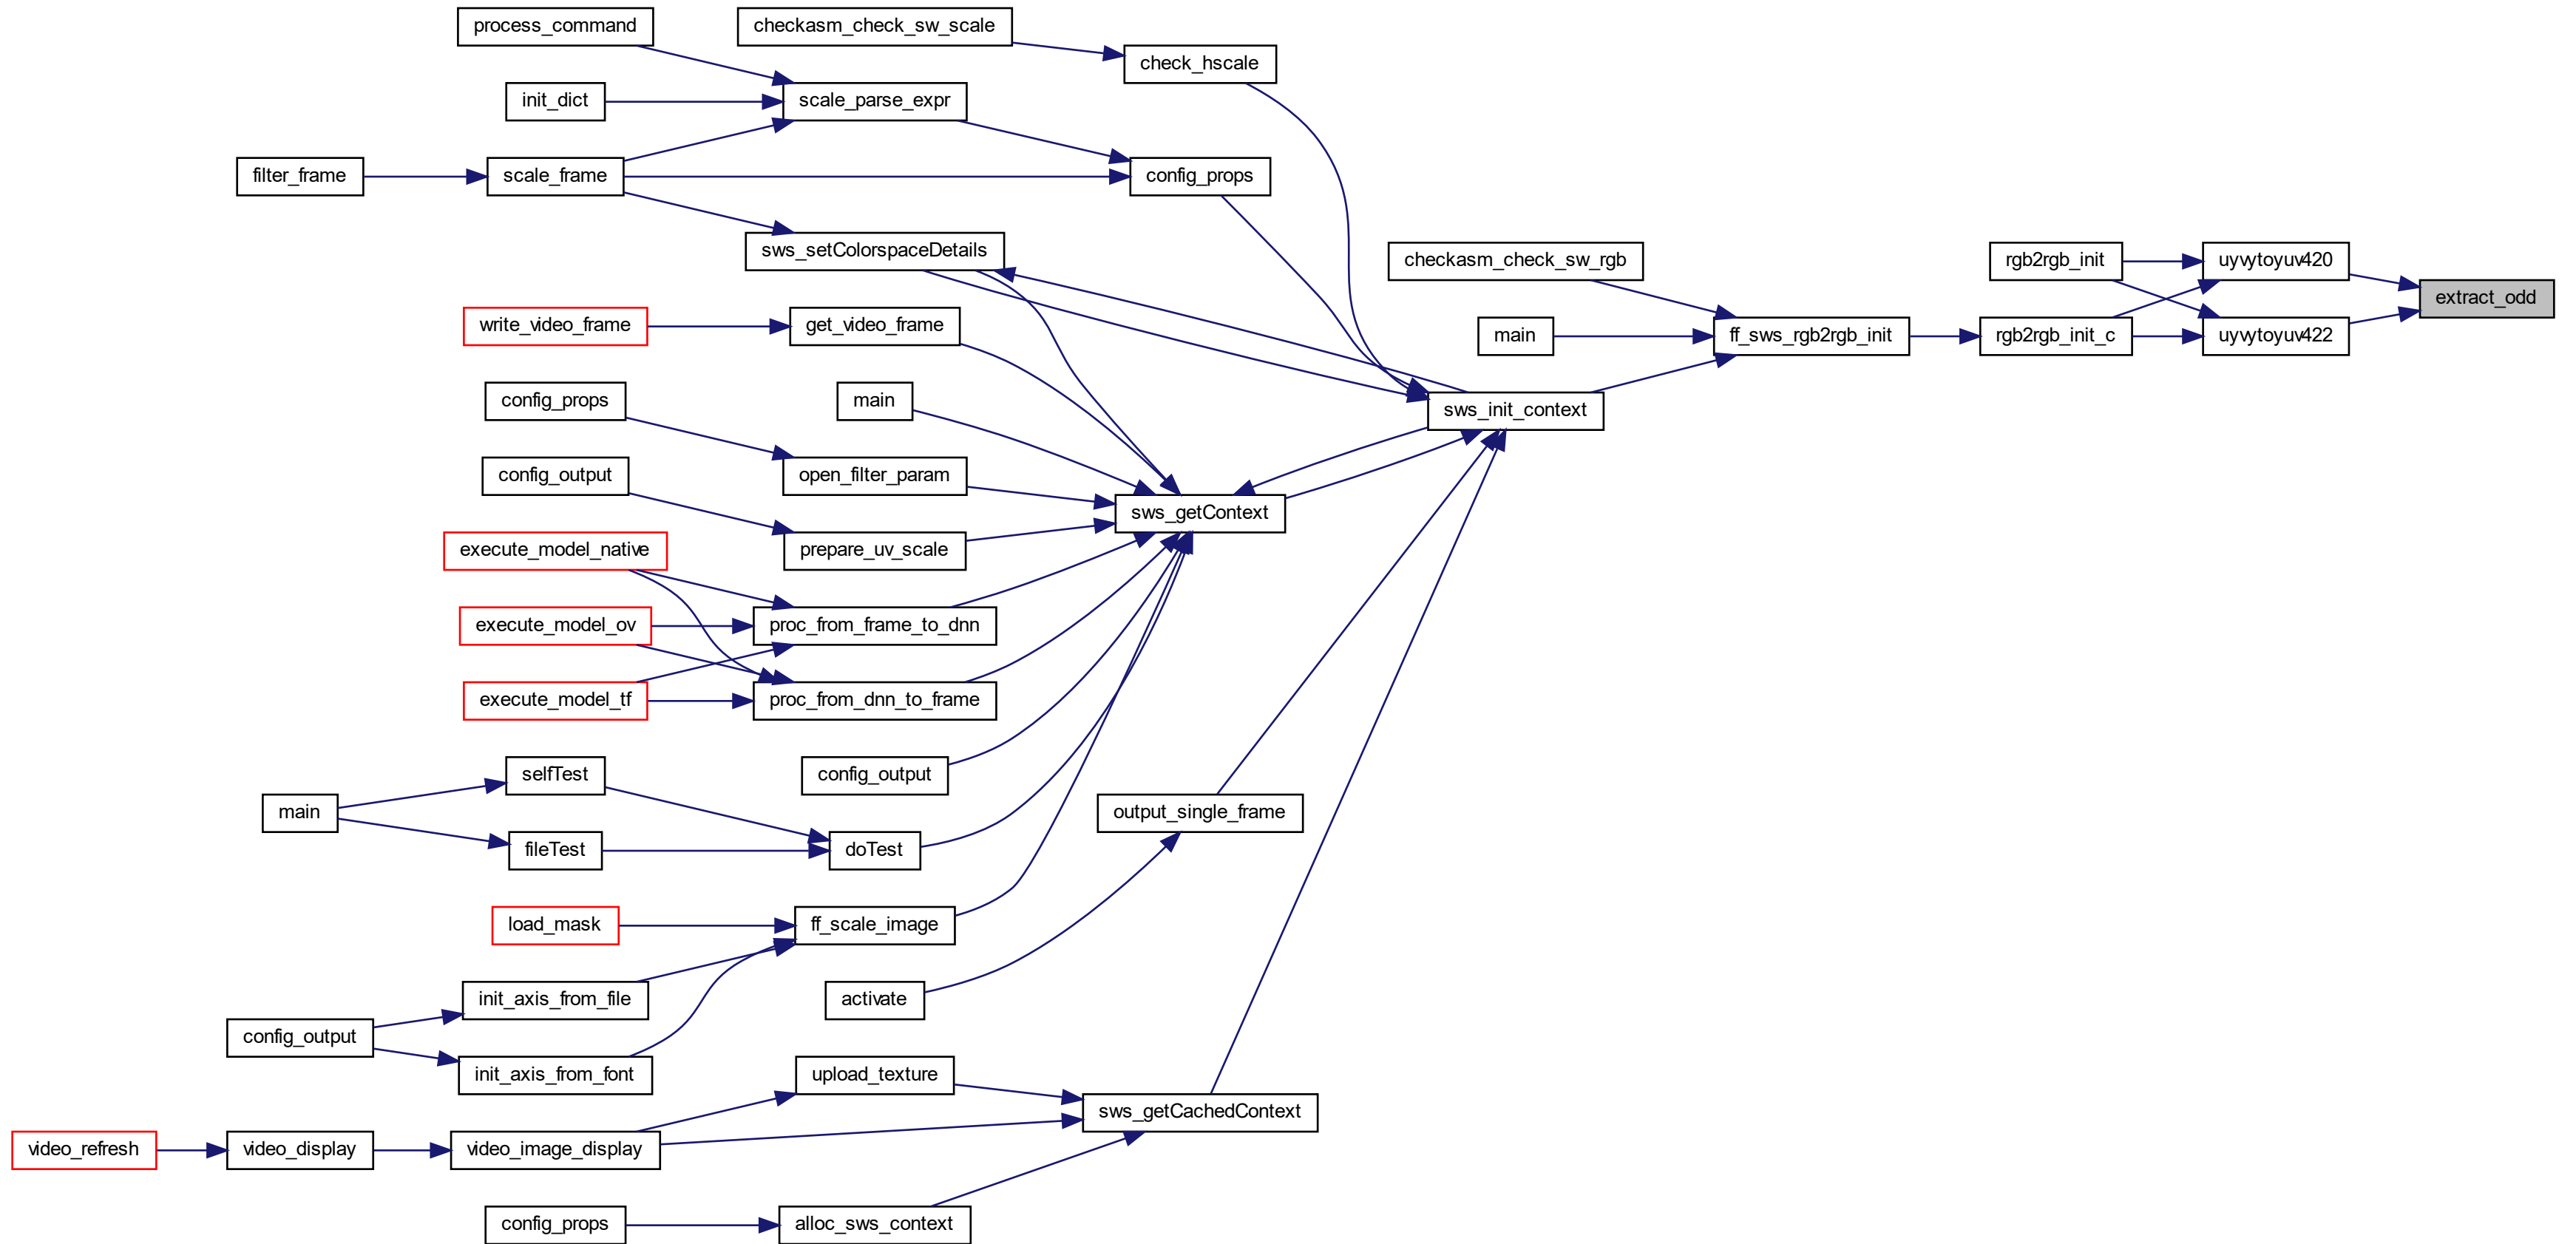 process_command
checkasm_check_sw_scale
check_hscale
init_dict
scale_parse_expr
filter_frame
scale_frame
config_props
sws_setColorspaceDetails
checkasm_check_sw_rgb
rgb2rgb_init
uyvytoyuv420
extract_odd
write_video_frame
get_video_frame
main
ff_sws_rgb2rgb_init
rgb2rgb_init_c
uyvytoyuv422
config_props
main
sws_init_context
config_output
open_filter_param
sws_getContext
execute_model_native
prepare_uv_scale
execute_model_ov
proc_from_frame_to_dnn
execute_model_tf
proc_from_dnn_to_frame
selfTest
config_output
main
output_single_frame
fileTest
doTest
load_mask
ff_scale_image
init_axis_from_file
activate
config_output
init_axis_from_font
upload_texture
sws_getCachedContext
video_refresh
video_display
video_image_display
config_props
alloc_sws_context